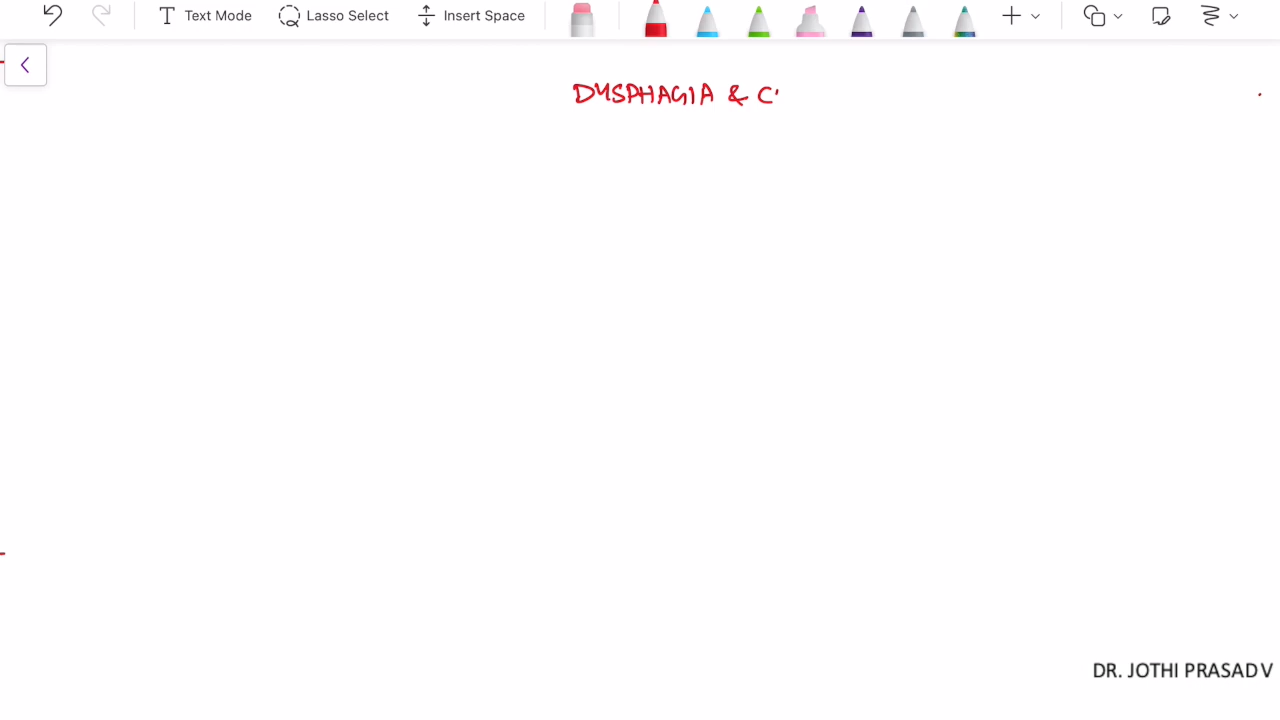 Text Mode Lasso Select Insert Space
DYSPHAGIA & C
DR. JOTHI PRASAD V